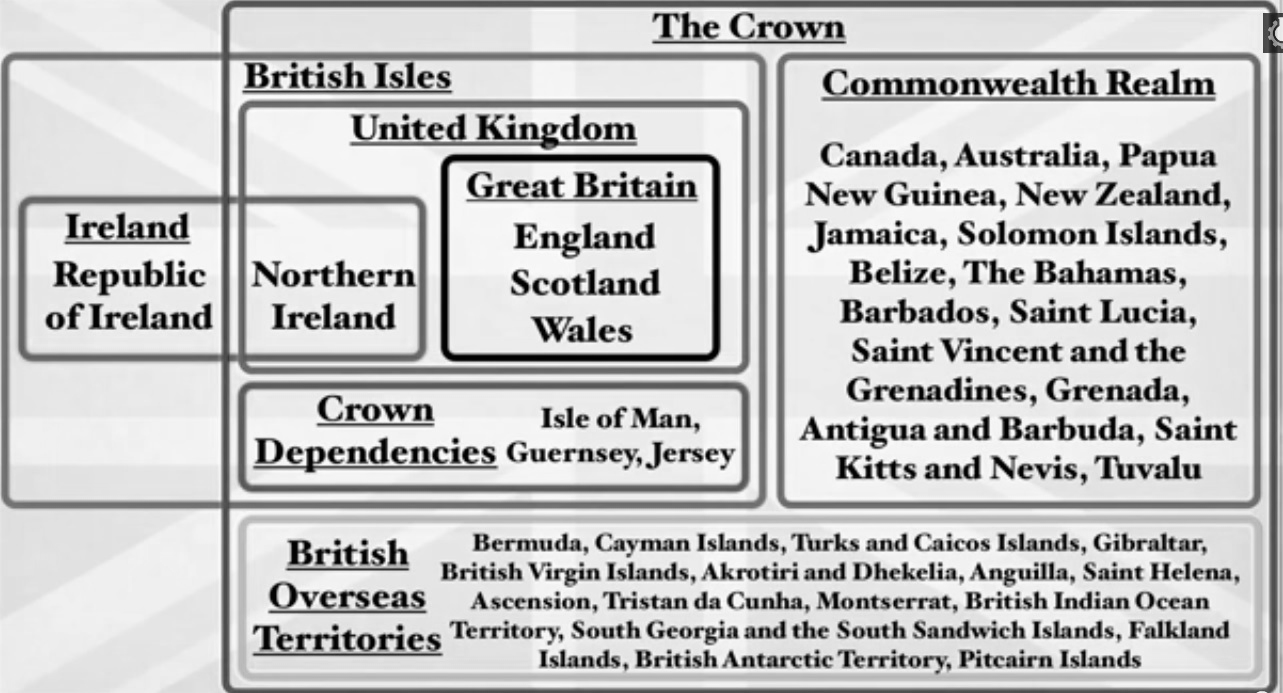 The Crown
British Isles
United Kingdom
Great Britain
England
Scotland
Wales
Ireland
Republic
of Ireland
Northern
Ireland
Crown
Dependencies
Isle of Man,
Guernsey, Jersey
Commonwealth Realm
Canada, Australia, Papua
New Guinea, New Zealand,
Jamaica, Solomon Islands,
Belize, The Bahamas,
Barbados, Saint Lucia,
Saint Vincent and the
Grenadines, Grenada,
Antigua and Barbuda, Saint
Kitts and Nevis, Tuvalu
British
Overseas
Territories
Bermuda, Cayman Islands, Turks and Caicos Islands, Gibraltar,
British Virgin Islands, Akrotiri and Dhekelia, Anguilla, Saint Helena,
Ascension, Tristan da Cunha, Montserrat, British Indian Ocean
Territory, South Georgia and the South Sandwich Islands, Falkland
Islands, British Antarctic Territory, Pitcairn Islands